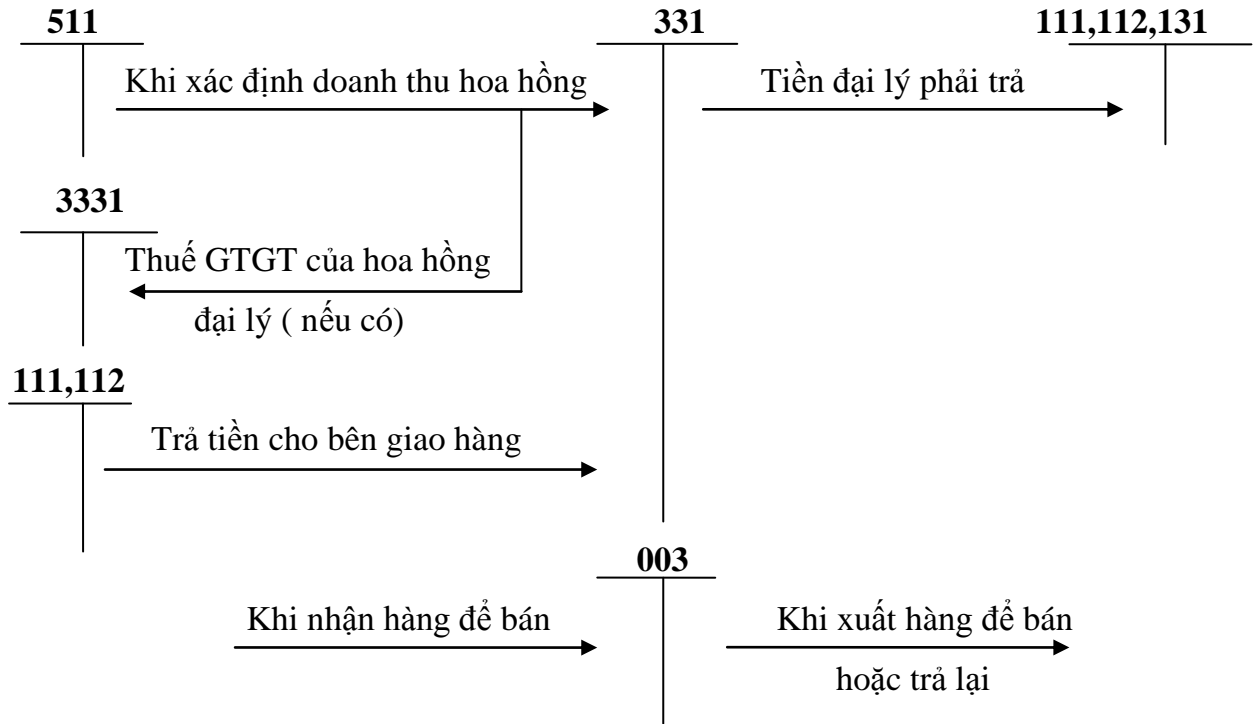 511
331
111,112,131
Khi xác định doanh thu hoa hồng
Tiền đại lý phải trả
3331
Thuế GTGT của hoa hồng
đại lý ( nếu có)
111,112
Trả tiền cho bên giao hàng
003
Khi nhận hàng để bán
Khi xuất hàng để bán
hoặc trả lại